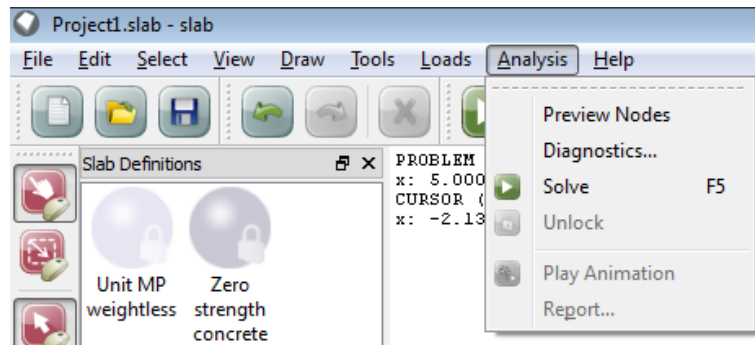 Project1.slab - slab
File Edit Select View Draw Tools Loads Analysis Help
Preview Nodes
Diagnostics...
Solve F5
Unlock
Play Animation
Report...
Slab Definitions
Unit MP
weightless
Zero
strength
concrete
PROBLEM
x: 5.000
CURSOR (
x: -2.13